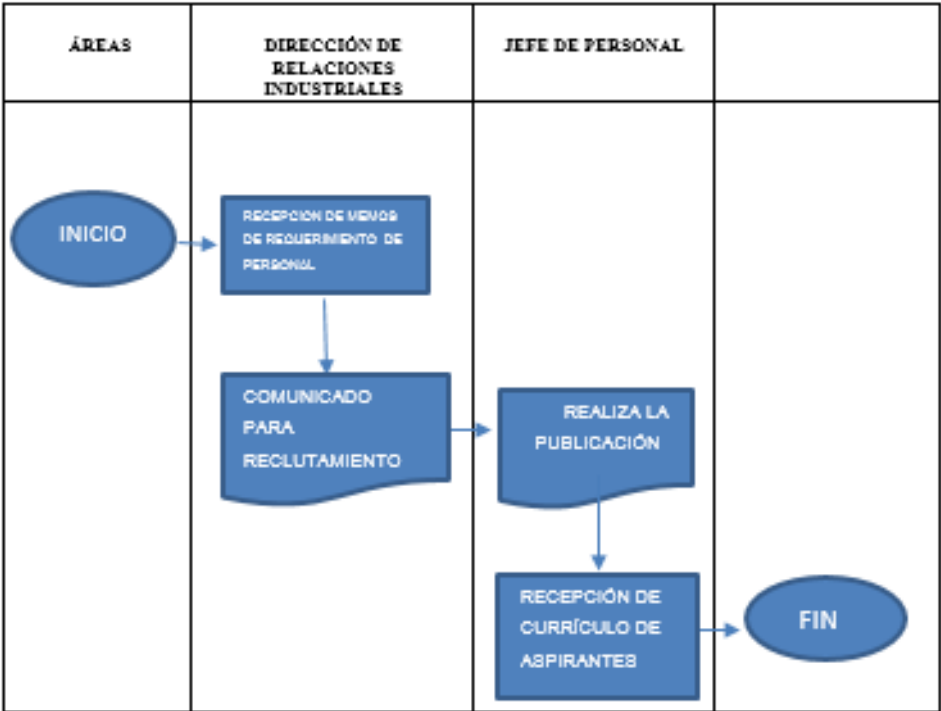 ÁREAS
DIRECCIÓN DE
RELACIONES
INDUSTRIALES
JEFE DE PERSONAL
INICIO
RECEPCION DE MEMOS
DE REQUERIMIENTO DE
PERSONAL
COMUNICADO
PARA
RECLUTAMIENTO
REALIZA LA
PUBLICACIÓN
RECEPCIÓN DE
CURRÍCULO DE
ASPIRANTES
FIN